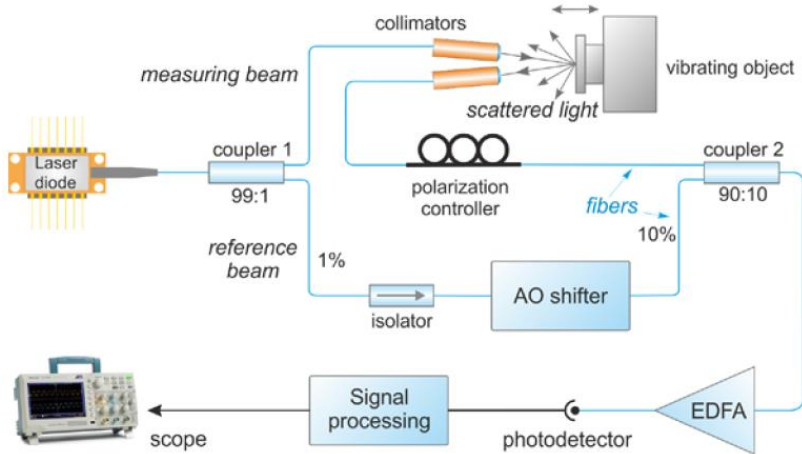 collimators
measuring beam
vibrating object
scattered light
Laser
diode
coupler 1
99:1
polarization
controller
fibers
coupler 2
90:10
reference
beam
1%
10%
isolator
AO shifter
scope
Signal
processing
photodetector
EDFA